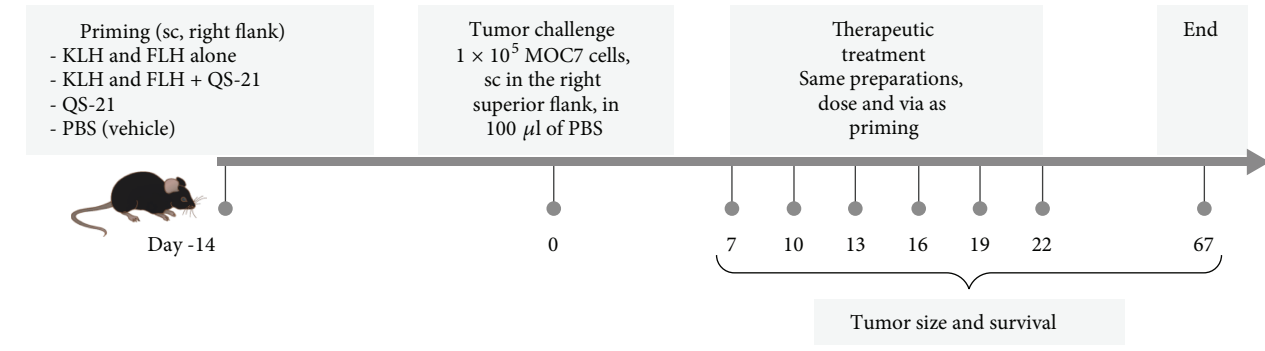 Priming (sc, right flank)
- KLH and FLH alone
- KLH and FLH + QS-21
- QS-21
- PBS (vehicle)
Tumor challenge
1 × 10⁵ MOC7 cells,
sc in the right
superior flank, in
100 μl of PBS
Therapeutic
treatment
Same preparations,
dose and via as
priming
End
Day -14
0
7
10
13
16
19
22
67
Tumor size and survival